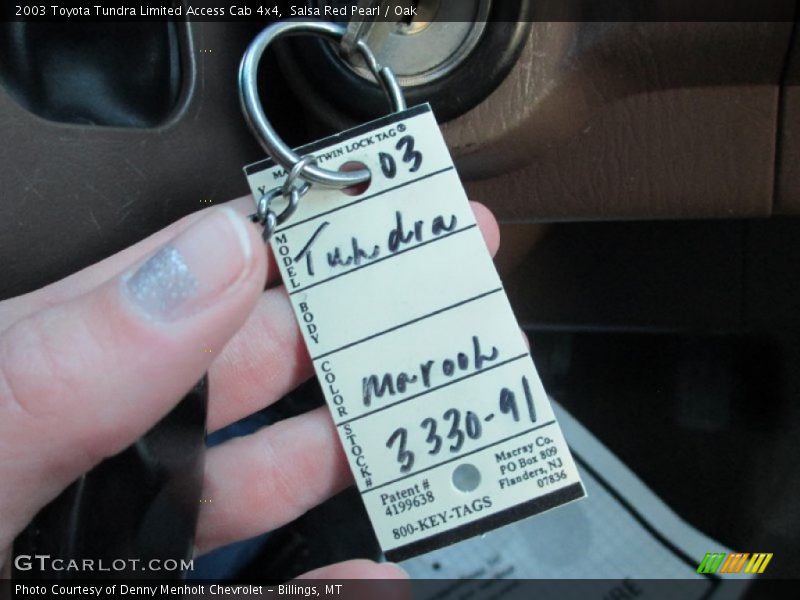 2003 Toyota Tundra Limited Access Cab 4x4,  Salsa Red Pearl / Oak
TWIN LOCK TAG®
Y 03
MODEL Tundra
BODY
COLOR Maroon
STOCK# 3330-91
Patent #
4199638
Macray Co.
PO Box 809
Flanders, NJ
07836
800-KEY-TAGS
GTCARLOT.COM
Photo Courtesy of Denny Menholt Chevrolet – Billings, MT